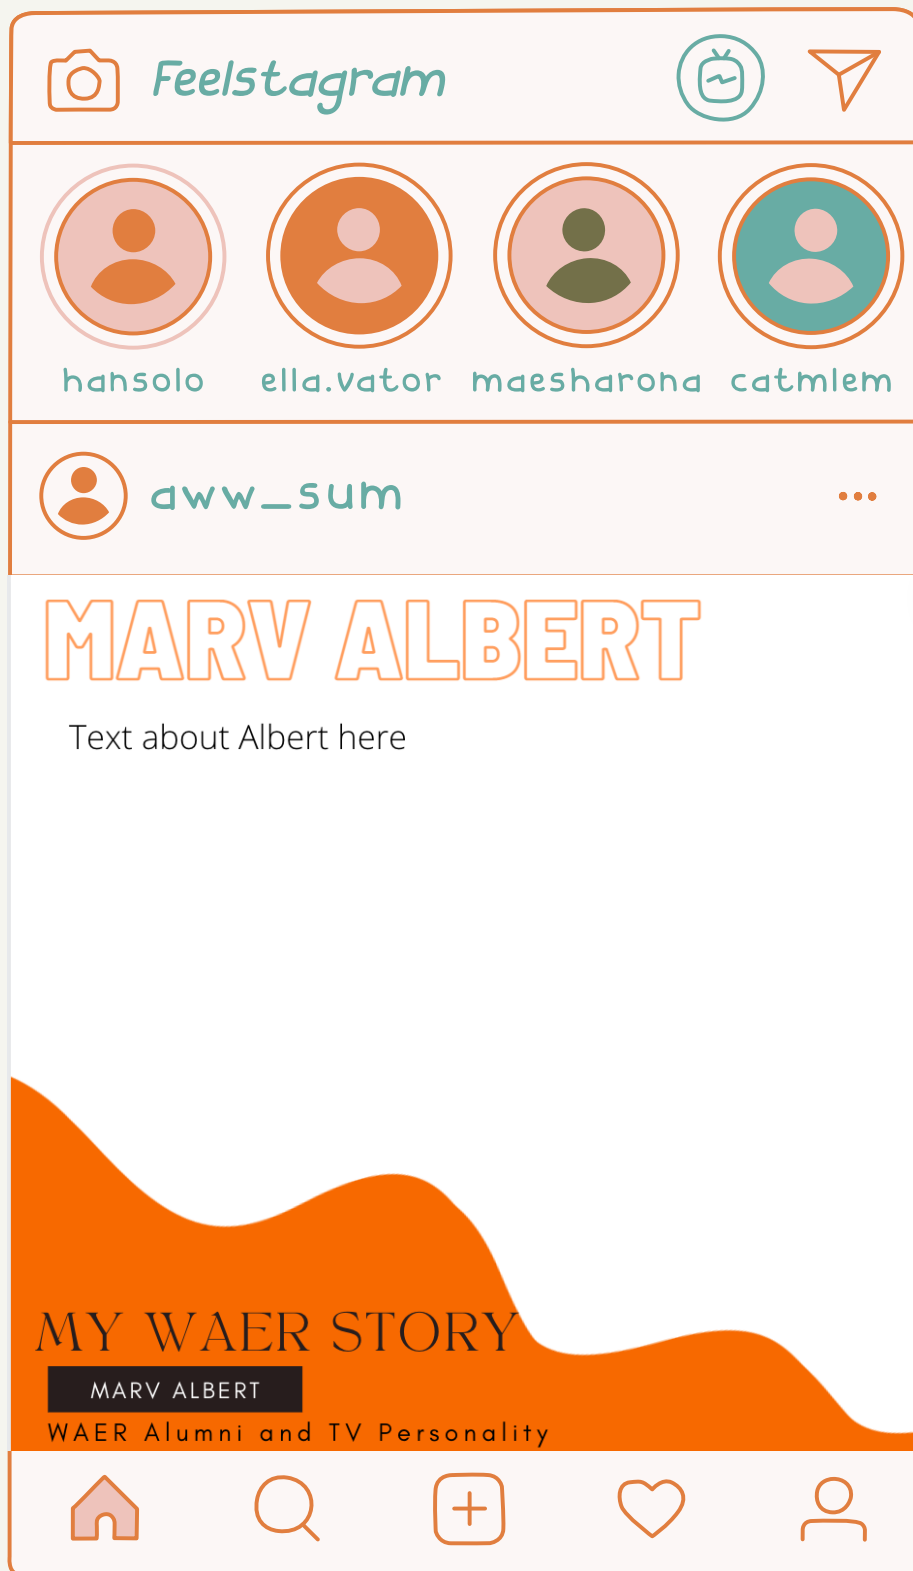 Feelstagram
hansolo ella.vator maesharona catmlem
aww_sum
MARV ALBERT
Text about Albert here
MY WAER STORY
MARV ALBERT
WAER Alumni and TV Personality